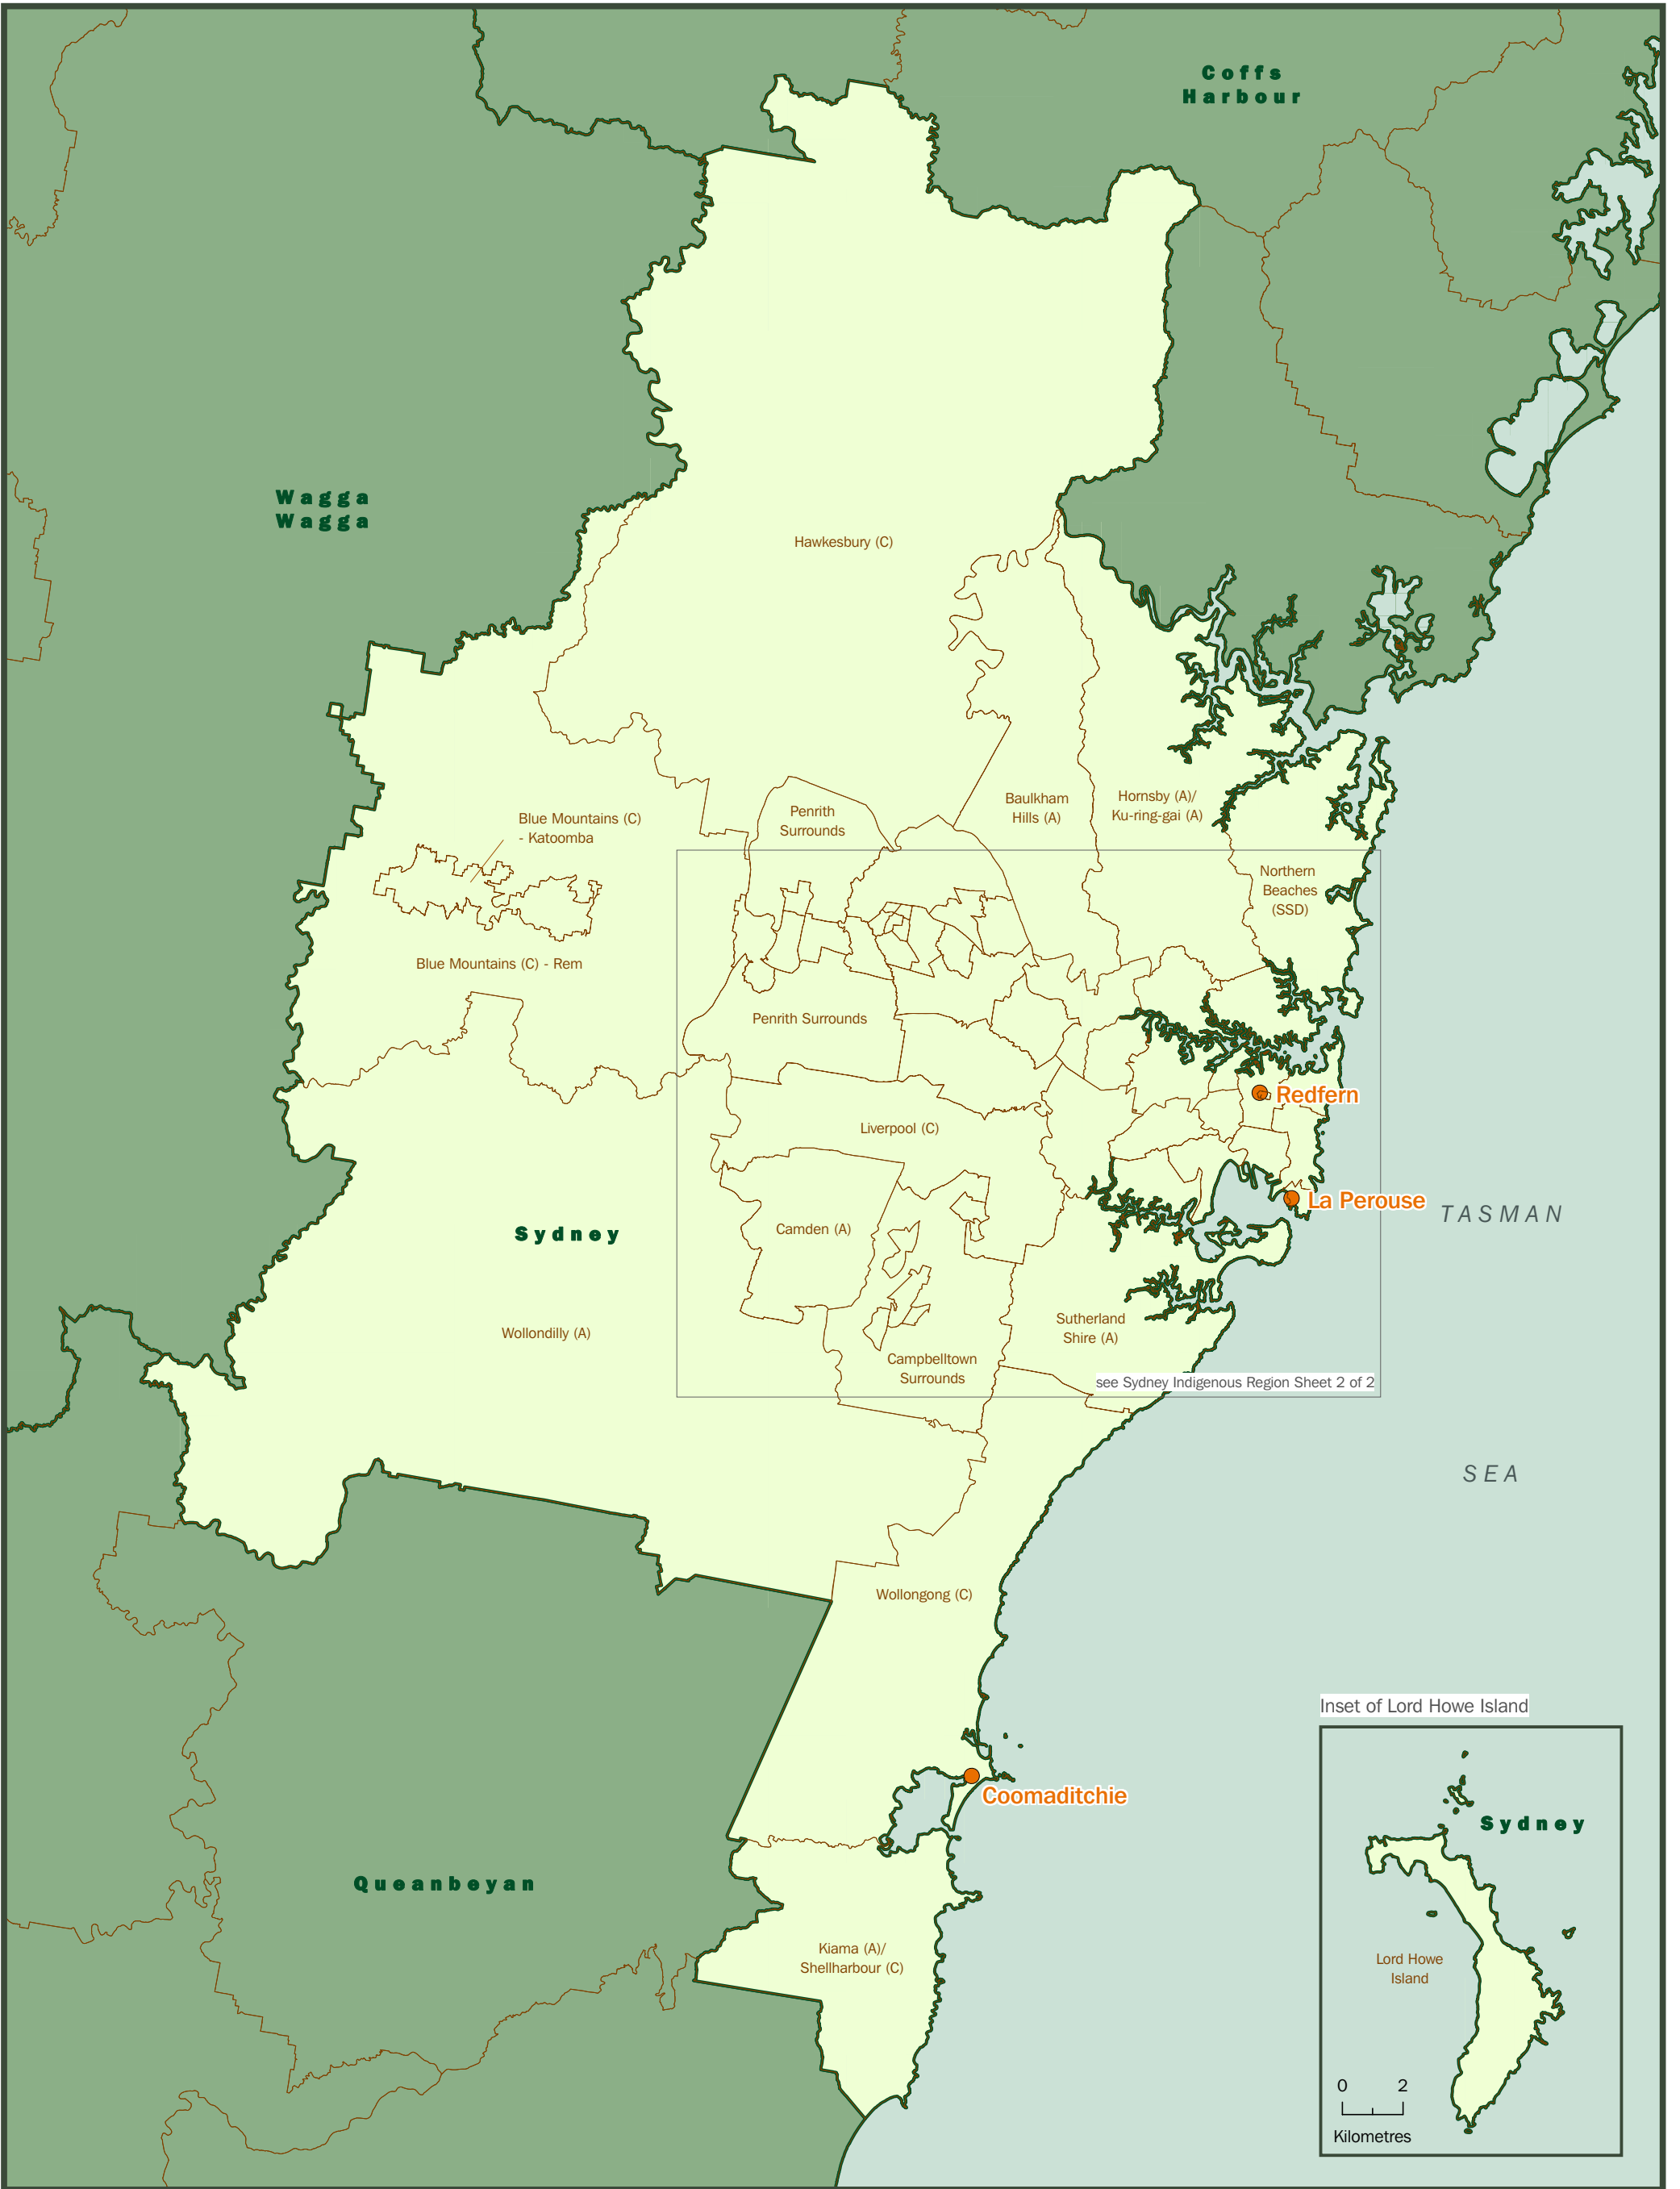 Coffs
Harbour
Wagga
Wagga
Hawkesbury (C)
Baulkham
Hills (A)
Hornsby (A)/
Ku-ring-gai (A)
Penrith
Surrounds
Blue Mountains (C)
- Katoomba
Northern
Beaches
(SSD)
Blue Mountains (C) - Rem
Penrith Surrounds
Redfern
Liverpool (C)
La Perouse
TASMAN
Sydney
Camden (A)
Wollondilly (A)
Sutherland
Shire (A)
Campbelltown
Surrounds
see Sydney Indigenous Region Sheet 2 of 2
SEA
Wollongong (C)
Inset of Lord Howe Island
Coomaditchie
Sydney
Queanbeyan
Kiama (A)/
Shellharbour (C)
Lord Howe
Island
0 2
Kilometres